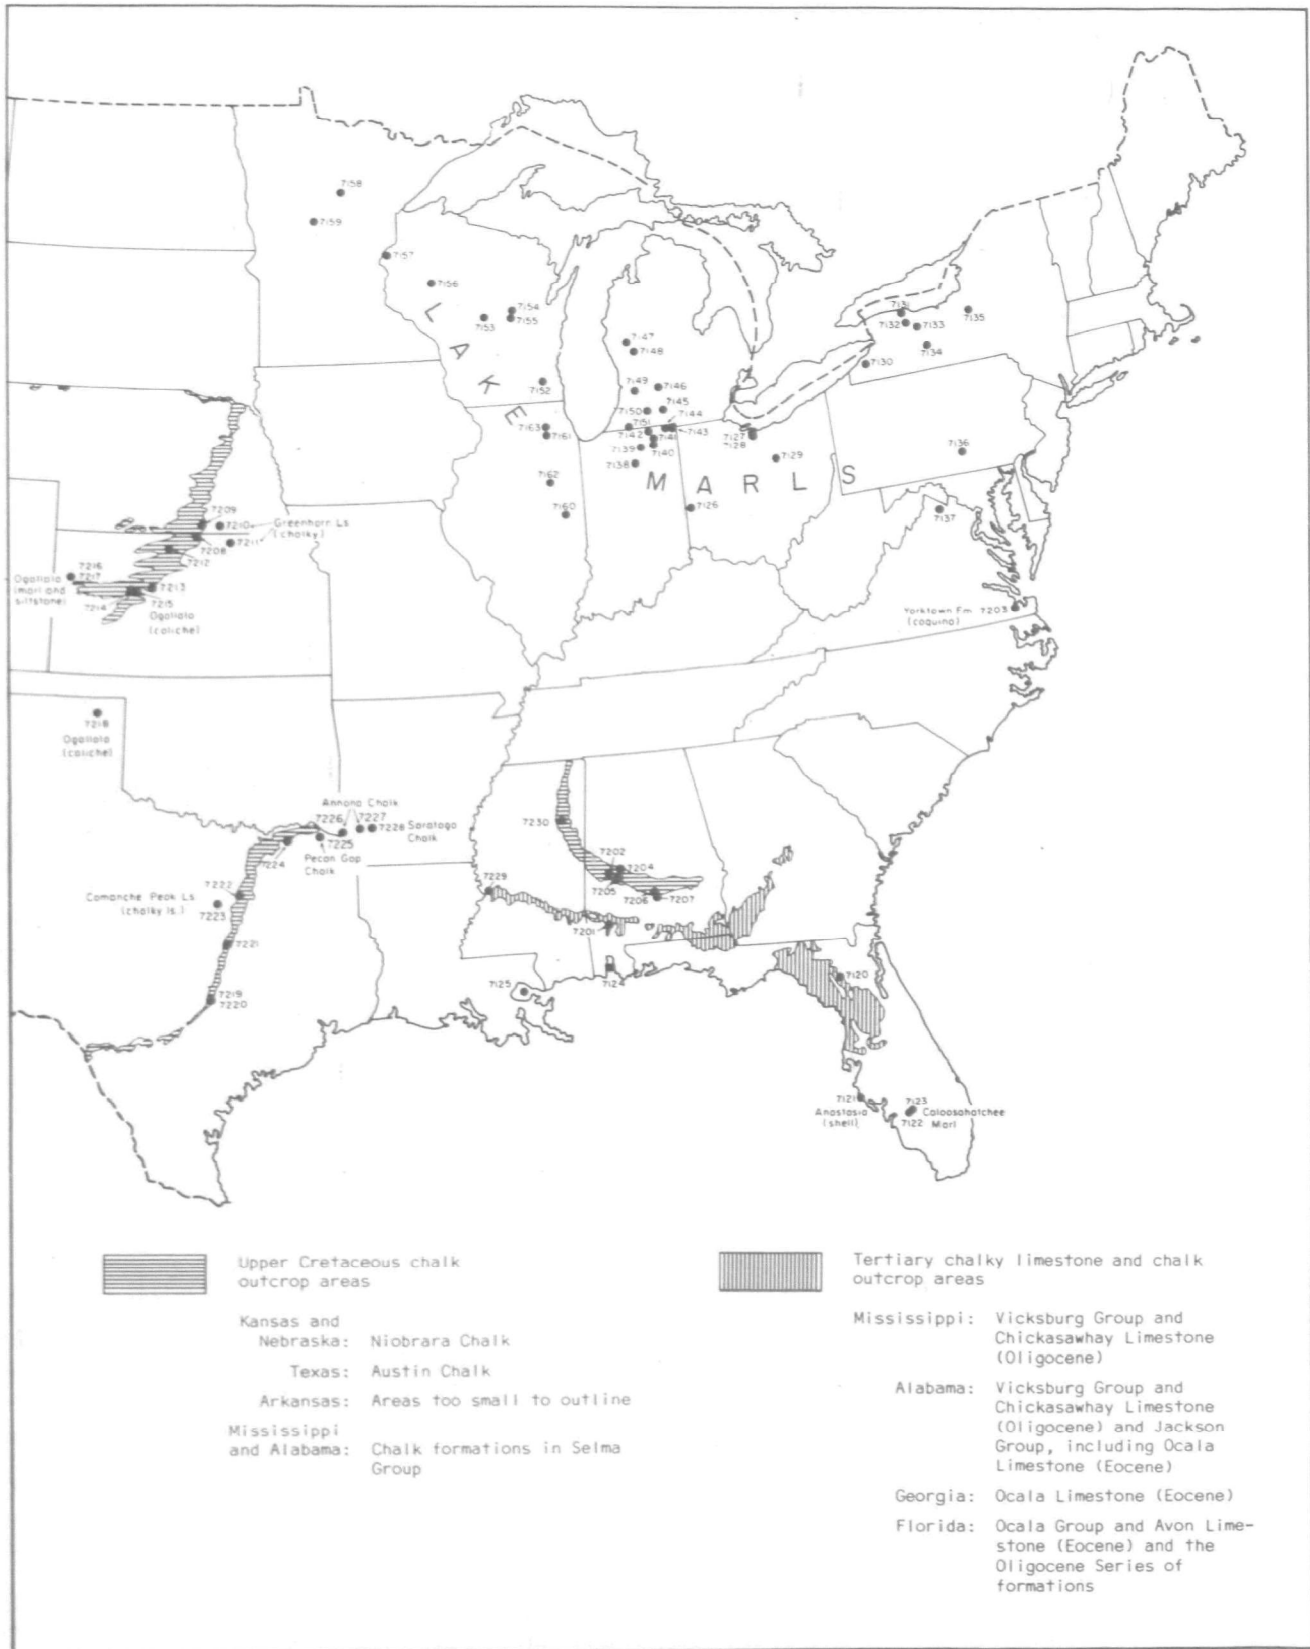 7158
7159
7157
7156
7154
7153
7155
7152
7163
7161
7162
7160
LAKE
MARLS
7147
7148
7149
7146
7145
7150
7144
7151
7142
7141
7143
7139
7140
7138
7127
7128
7129
7126
7131
7132
7133
7135
7134
7130
7136
7137
Yorktown Fm. 7203
(coquina)
7209
7210
Greenhorn Ls
(chalky)
7211
7208
7212
7216
7217
Ogallala
(marl and
siltstone)
7213
7214
7215
Ogallala
(caliche)
7218
Ogallala
(caliche)
Annona Chalk
7226
7227
7228 Saratoga
Chalk
7225
7224
Pecan Gap
Chalk
7222
Comanche Peak Ls
(chalky ls.)
7223
7221
7219
7220
7230
7202
7204
7205
7206
7207
7229
7201
7125
7124
7120
7121
Anastasia
(shell)
7123
7122
Caloosahatchee
Marl
Upper Cretaceous chalk
outcrop areas
Kansas and
Nebraska: Niobrara Chalk
Texas: Austin Chalk
Arkansas: Areas too small to outline
Mississippi
and Alabama: Chalk formations in Selma
Group
Tertiary chalky limestone and chalk
outcrop areas
Mississippi: Vicksburg Group and
Chickasawhay Limestone
(Oligocene)
Alabama: Vicksburg Group and
Chickasawhay Limestone
(Oligocene) and Jackson
Group, including Ocala
Limestone (Eocene)
Georgia: Ocala Limestone (Eocene)
Florida: Ocala Group and Avon Lime-
stone (Eocene) and the
Oligocene Series of
formations